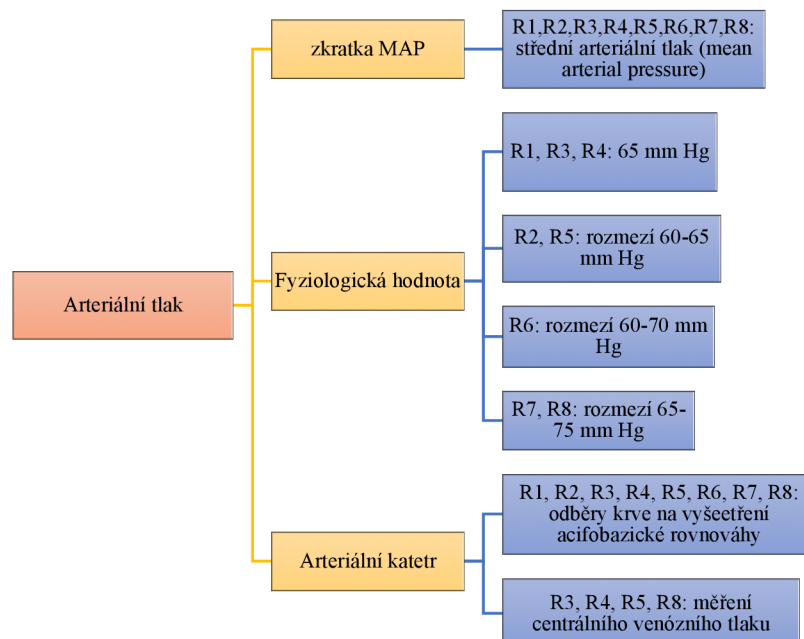 Arteriální tlak
zkratka MAP
R1,R2,R3,R4,R5,R6,R7,R8:
střední arteriální tlak (mean
arterial pressure)
Fyziologická hodnota
R1, R3, R4: 65 mm Hg
R2, R5: rozmezí 60-65
mm Hg
R6: rozmezí 60-70 mm
Hg
R7, R8: rozmezí 65-
75 mm Hg
Arteriální katetr
R1, R2, R3, R4, R5, R6, R7, R8:
odběry krve na vyšeetření
acifobazické rovnováhy
R3, R4, R5, R8: měření
centrálního venózního tlaku